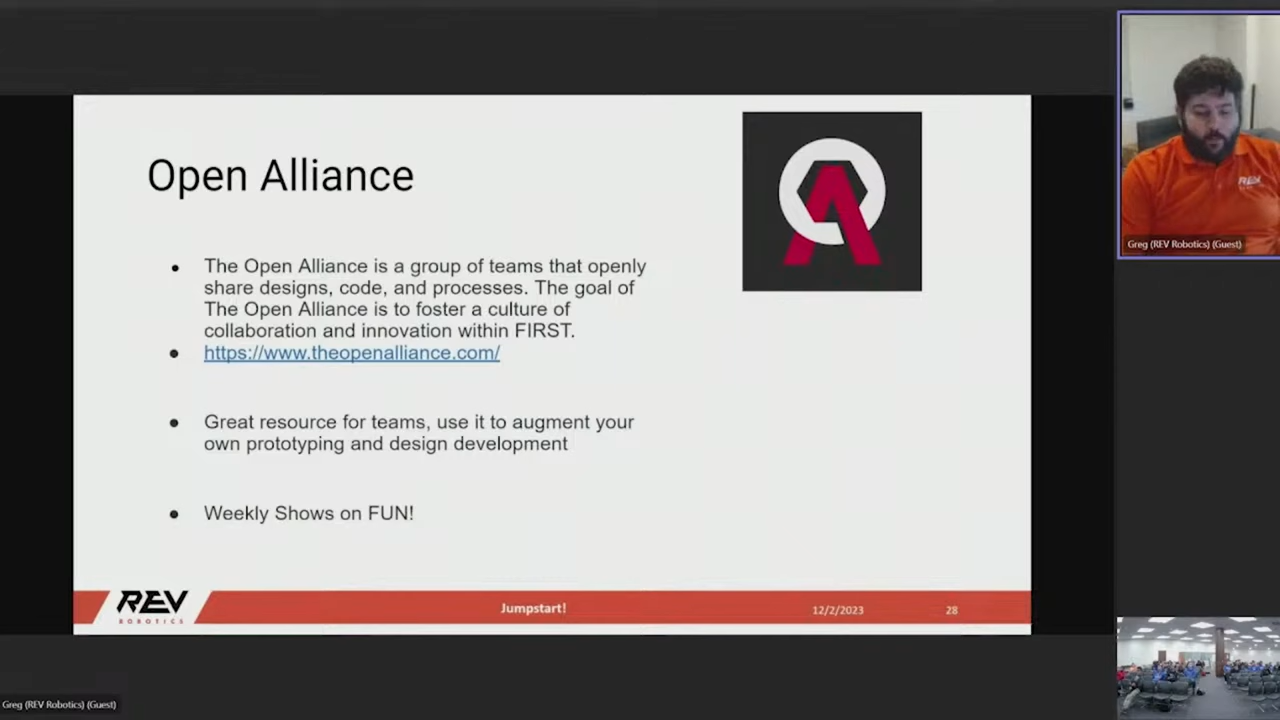 Open Alliance
The Open Alliance is a group of teams that openly
share designs, code, and processes. The goal of
The Open Alliance is to foster a culture of
collaboration and innovation within FIRST.
https://www.theopenalliance.com/
Great resource for teams, use it to augment your
own prototyping and design development
Weekly Shows on FUN!
REV
ROBOTICS
Jumpstart!
12/2/2023
28
REV
Greg (REV Robotics) (Guest)
Greg (REV Robotics) (Guest)